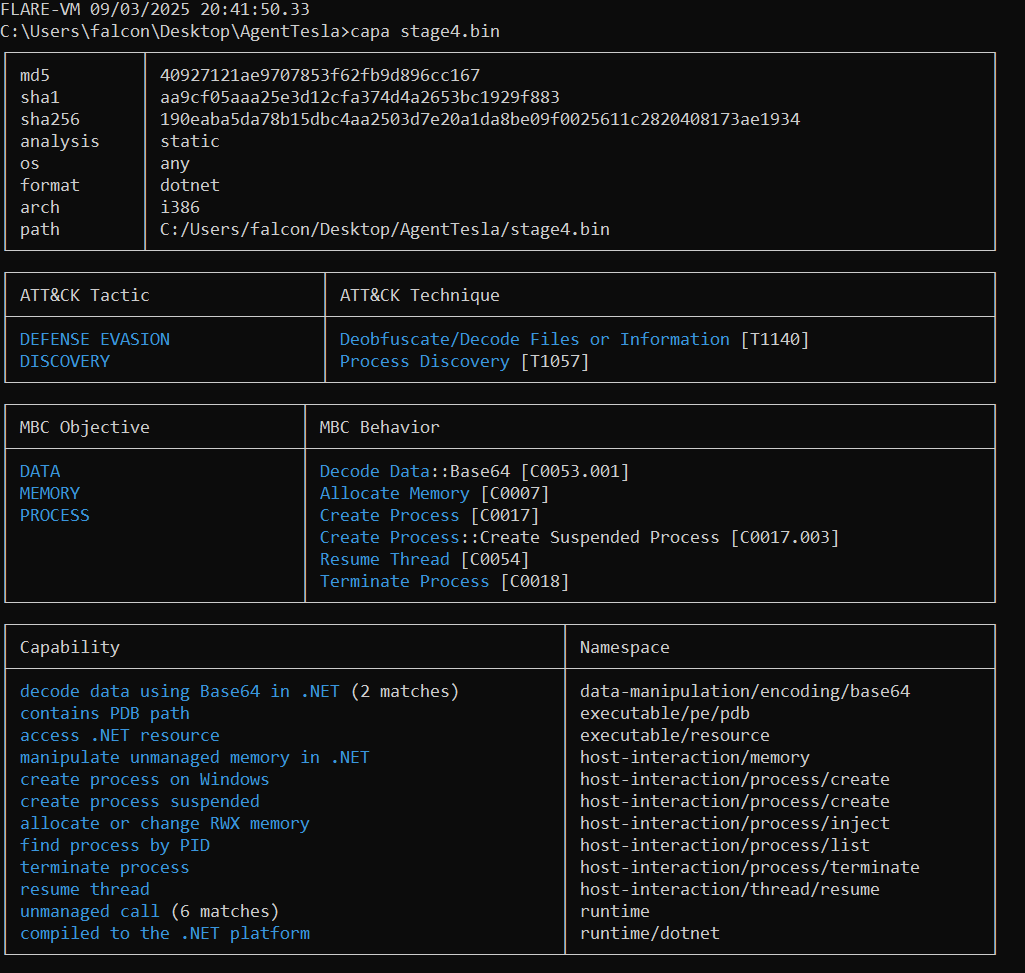 FLARE-VM 09/03/2025 20:41:50.33
C:\Users\falcon\Desktop\AgentTesla>capa stage4.bin
md5 40927121ae9707853f62fb9d896cc167
sha1 aa9cf05aaa25e3d12cfa374d4a2653bc1929f883
sha256 190eaba5da78b15dbc4aa2503d7e20a1da8be09f0025611c2820408173ae1934
analysis static
os any
format dotnet
arch i386
path C:/Users/falcon/Desktop/AgentTesla/stage4.bin
ATT&CK Tactic ATT&CK Technique
DEFENSE EVASION Deobfuscate/Decode Files or Information [T1140]
DISCOVERY Process Discovery [T1057]
MBC Objective MBC Behavior
DATA Decode Data::Base64 [C0053.001]
MEMORY Allocate Memory [C0007]
PROCESS Create Process [C0017]
Create Process::Create Suspended Process [C0017.003]
Resume Thread [C0054]
Terminate Process [C0018]
Capability Namespace
decode data using Base64 in .NET (2 matches) data-manipulation/encoding/base64
contains PDB path executable/pe/pdb
access .NET resource executable/resource
manipulate unmanaged memory in .NET host-interaction/memory
create process on Windows host-interaction/process/create
create process suspended host-interaction/process/create
allocate or change RWX memory host-interaction/process/inject
find process by PID host-interaction/process/list
terminate process host-interaction/process/terminate
resume thread host-interaction/thread/resume
unmanaged call (6 matches) runtime
compiled to the .NET platform runtime/dotnet